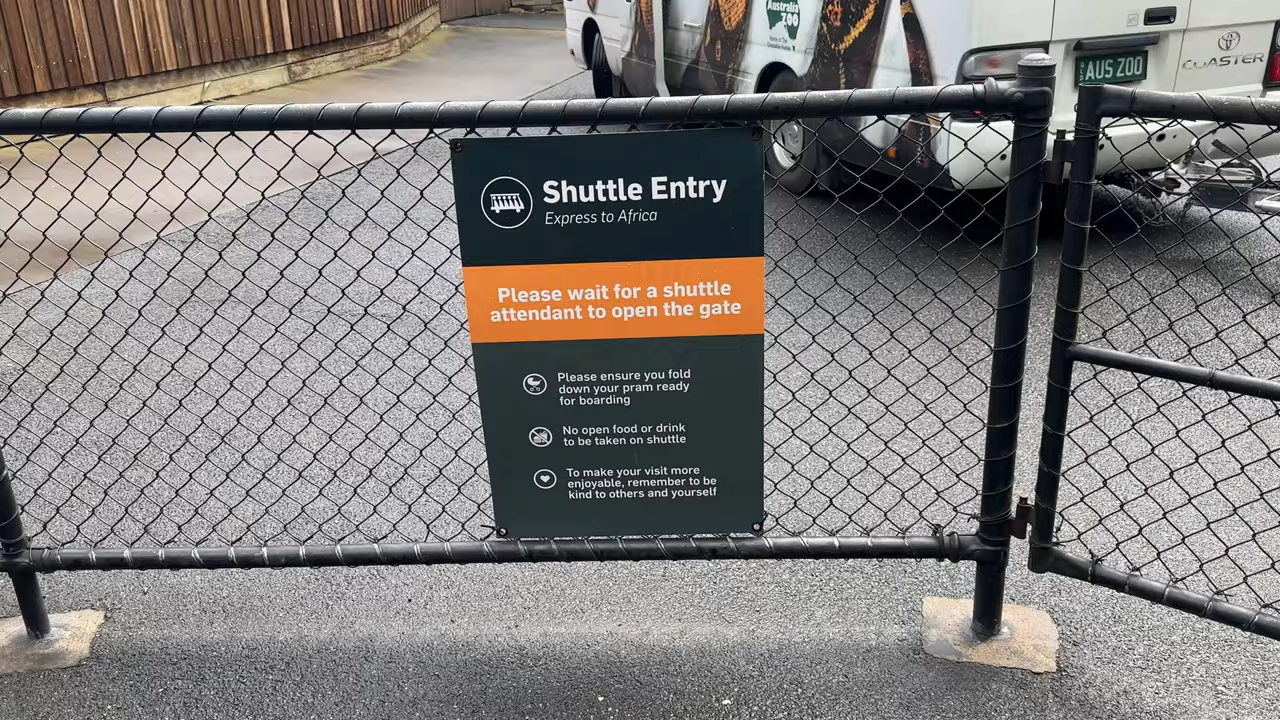 Australia
ZOO
AUS ZOO
TOYOTA
COASTER
Shuttle Entry
Express to Africa
Please wait for a shuttle
attendant to open the gate
Please ensure you fold
down your pram ready
for boarding
No open food or drink
to be taken on shuttle
To make your visit more
enjoyable, remember to be
kind to others and yourself